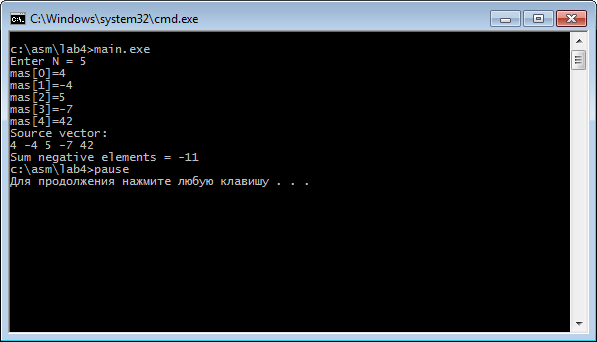 C:\Windows\system32\cmd.exe
c:\asm\lab4>main.exe
Enter N = 5
mas[0]=4
mas[1]=-4
mas[2]=5
mas[3]=-7
mas[4]=42
Source vector:
4 -4 5 -7 42
Sum negative elements = -11
c:\asm\lab4>pause
Для продолжения нажмите любую клавишу . . .